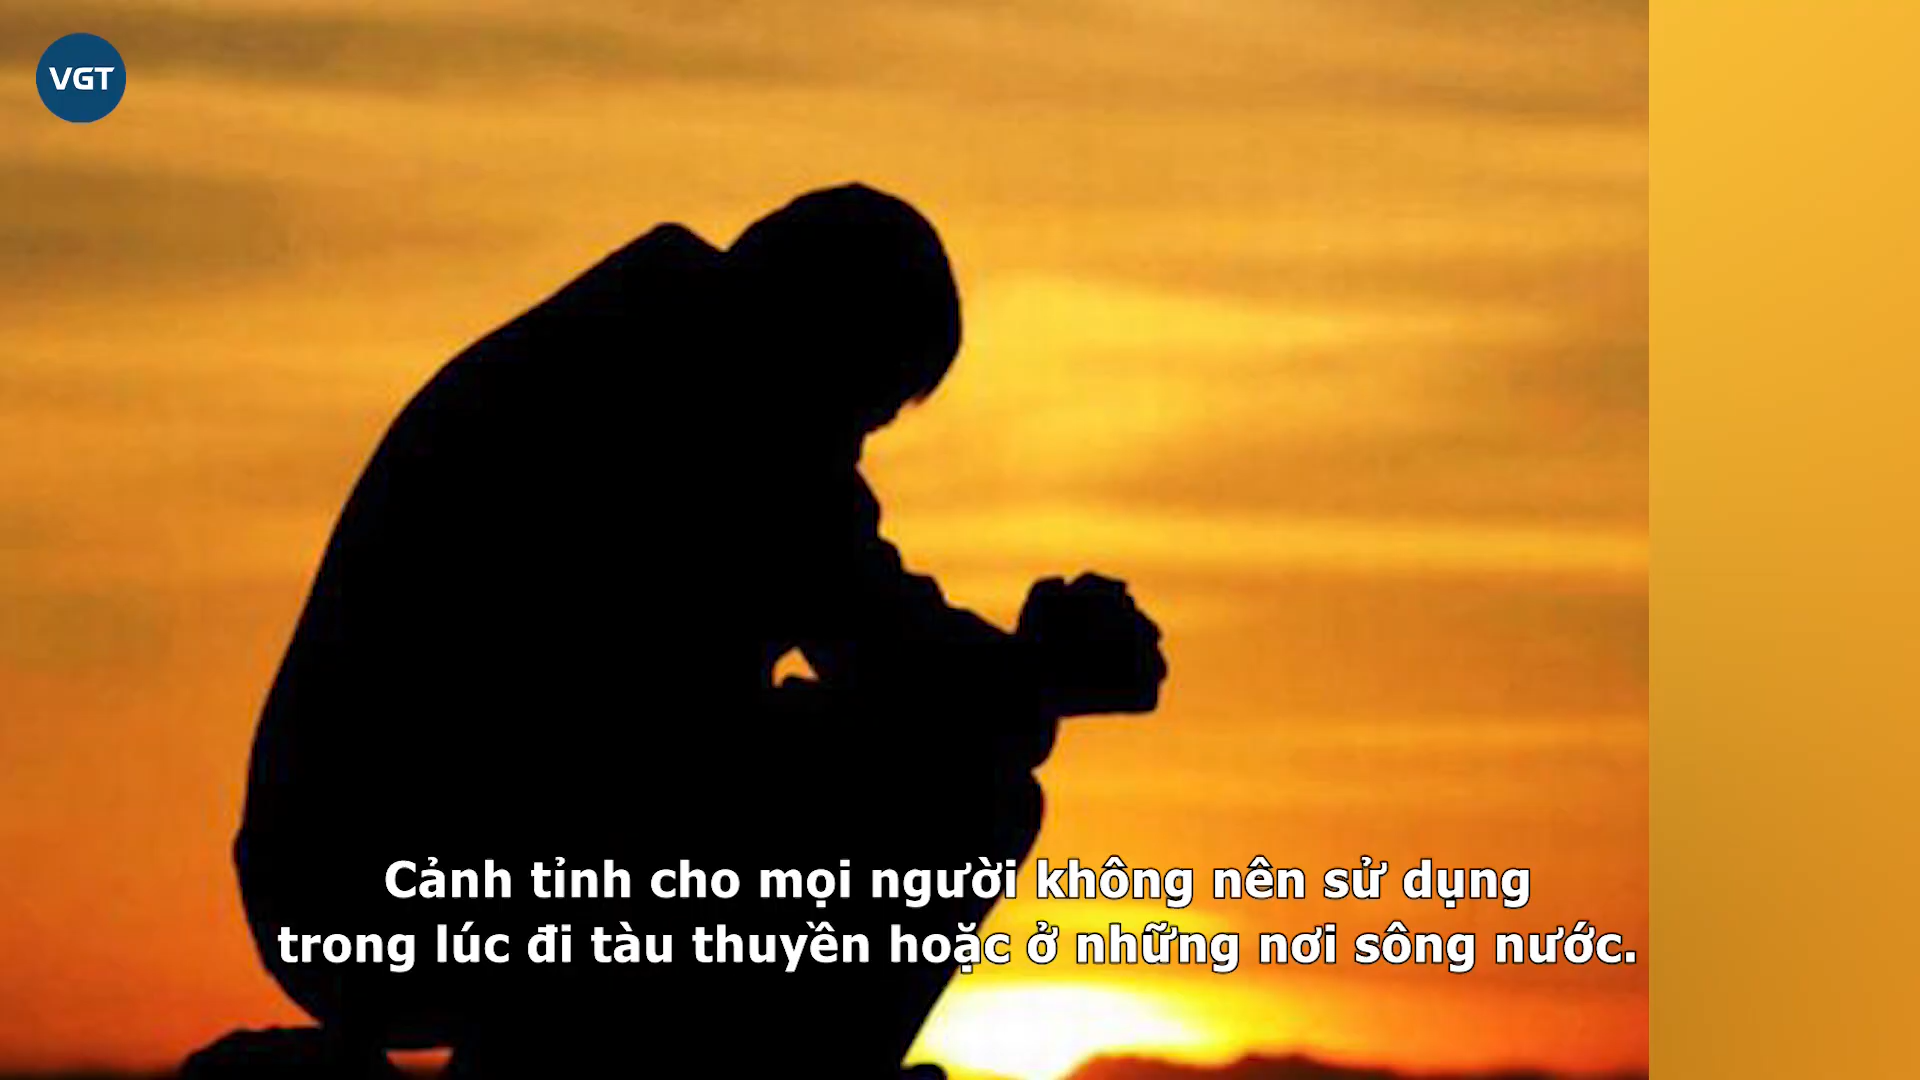 VGT
Cảnh tỉnh cho mọi người không nên sử dụng
trong lúc đi tàu thuyền hoặc ở những nơi sông nước.